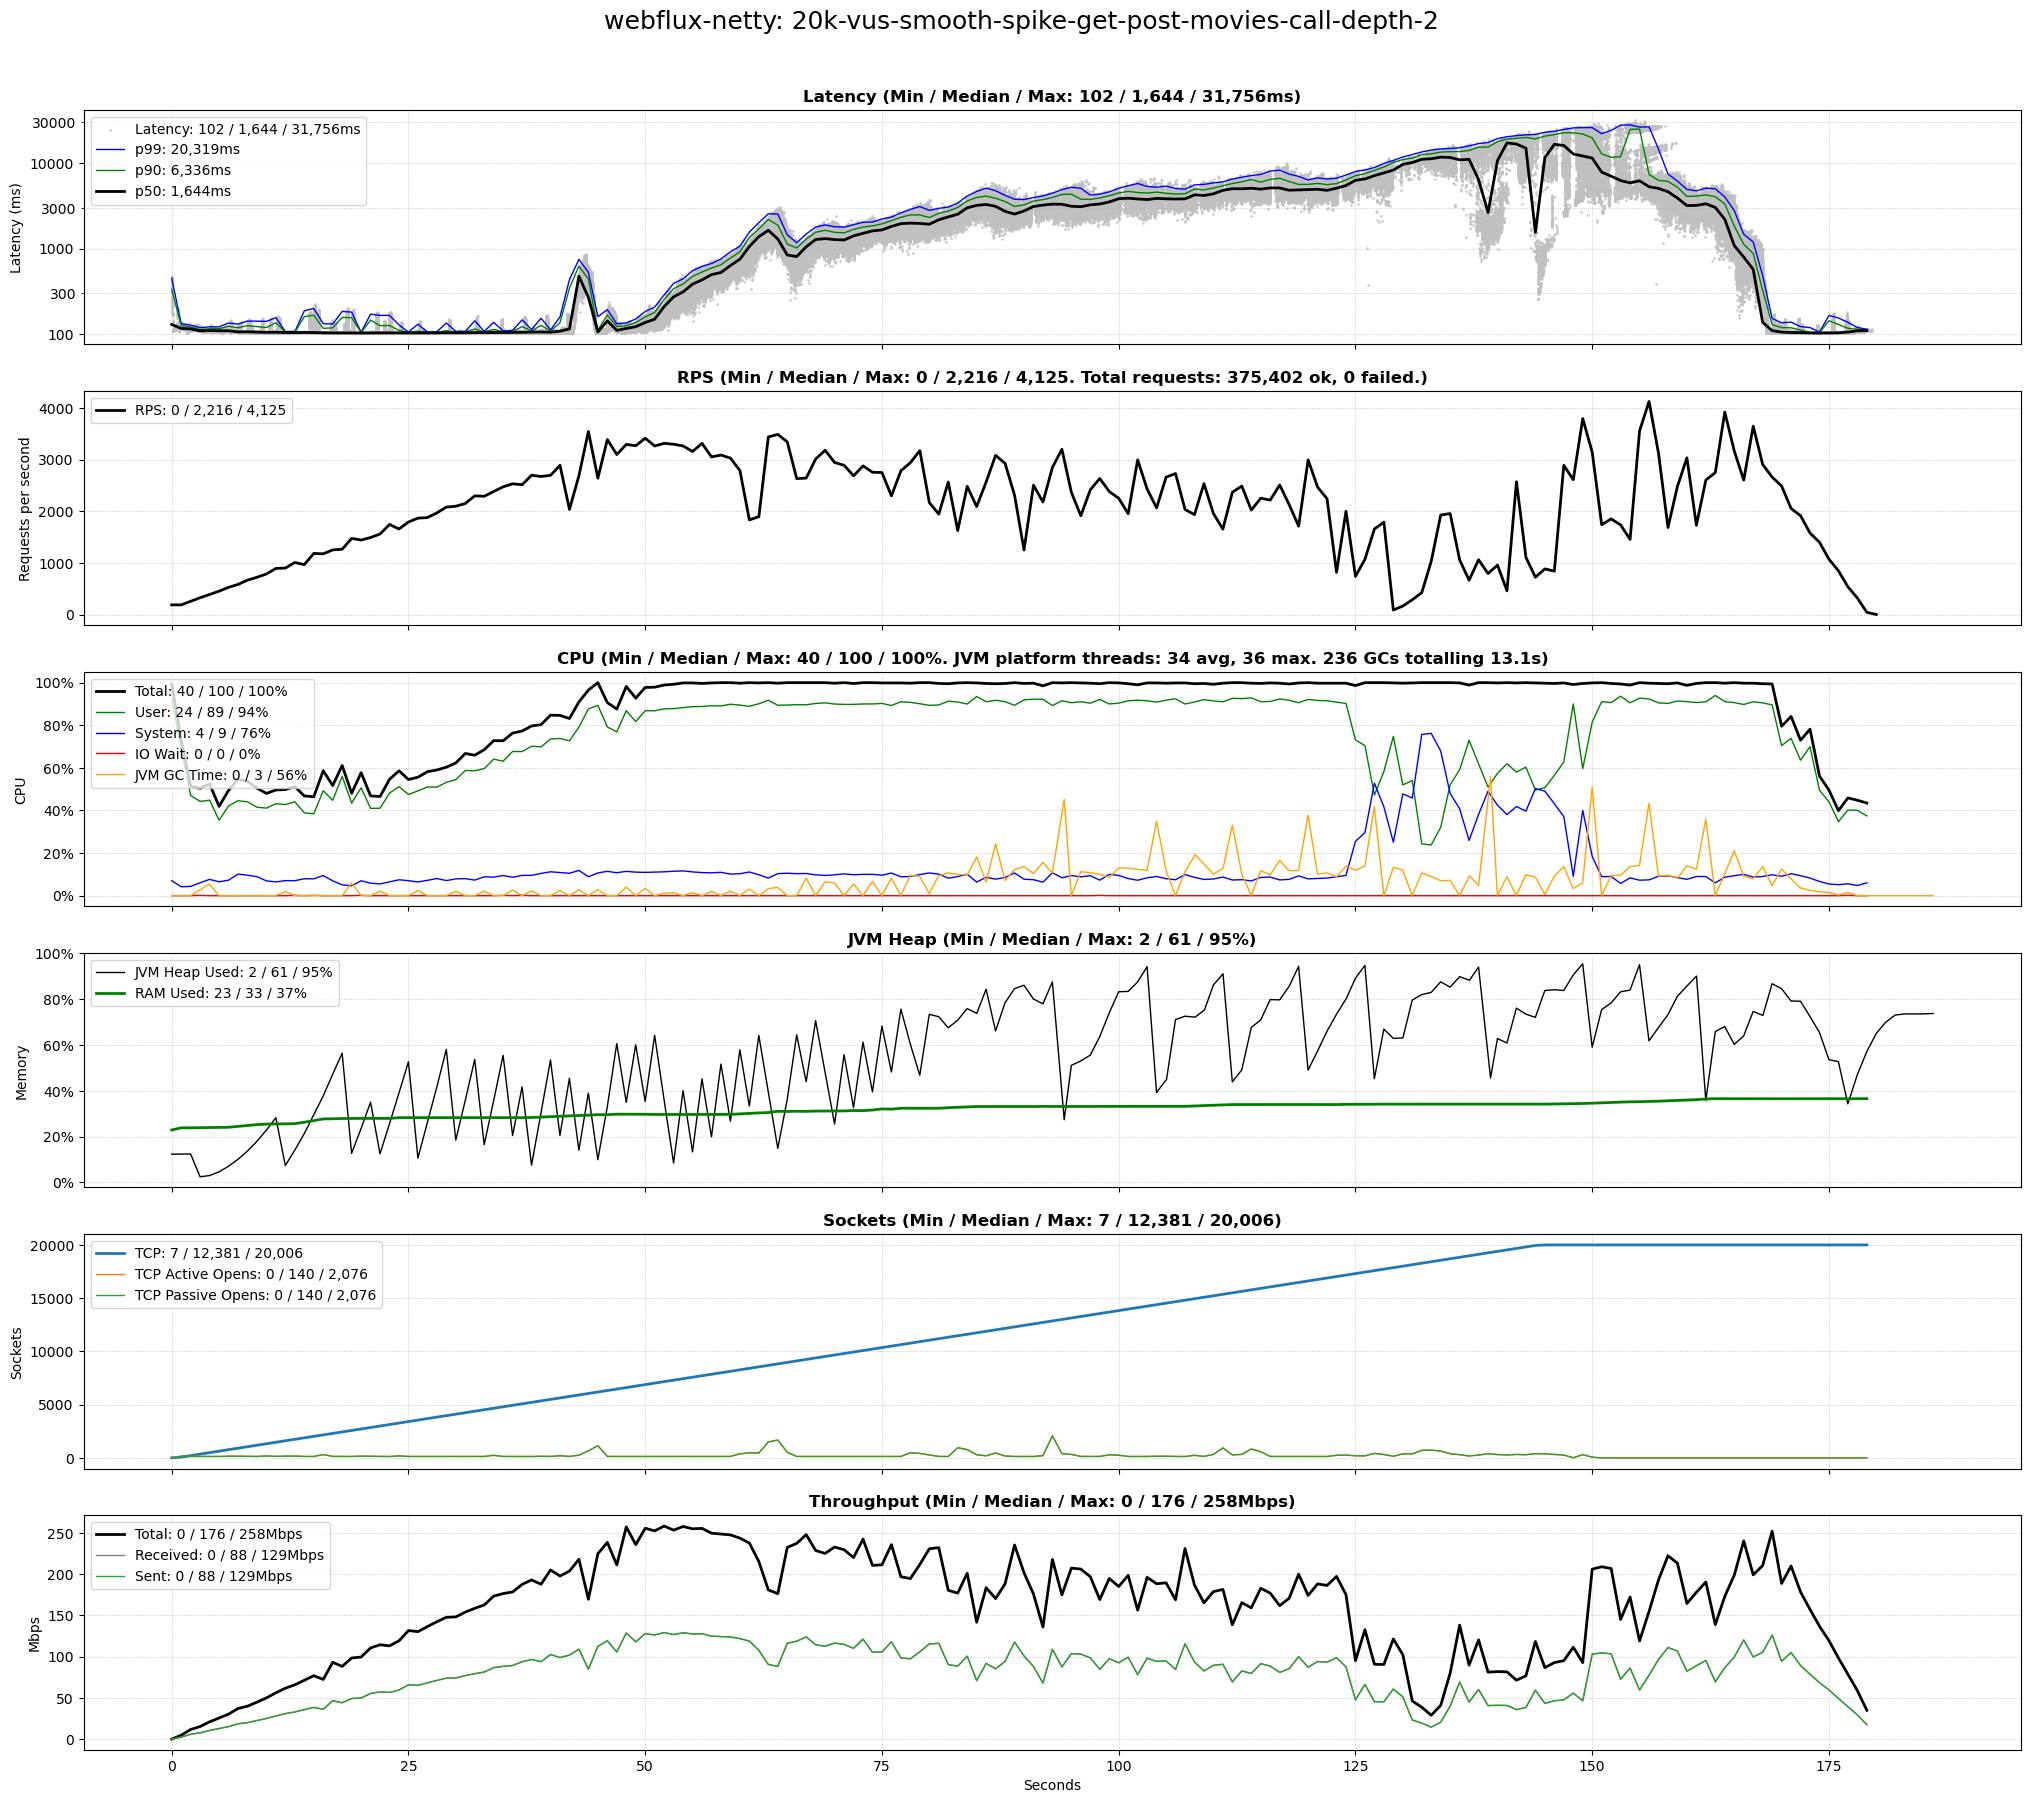 webflux-netty: 20k-vus-smooth-spike-get-post-movies-call-depth-2
Latency (Min / Median / Max: 102 / 1,644 / 31,756ms)
Latency (ms)
30000
10000
3000
1000
300
100
Latency: 102 / 1,644 / 31,756ms
p99: 20,319ms
p90: 6,336ms
p50: 1,644ms
RPS (Min / Median / Max: 0 / 2,216 / 4,125. Total requests: 375,402 ok, 0 failed.)
Requests per second
4000
3000
2000
1000
0
RPS: 0 / 2,216 / 4,125
CPU (Min / Median / Max: 40 / 100 / 100%. JVM platform threads: 34 avg, 36 max. 236 GCs totalling 13.1s)
CPU
100%
80%
60%
40%
20%
0%
Total: 40 / 100 / 100%
User: 24 / 89 / 94%
System: 4 / 9 / 76%
IO Wait: 0 / 0 / 0%
JVM GC Time: 0 / 3 / 56%
JVM Heap (Min / Median / Max: 2 / 61 / 95%)
Memory
100%
80%
60%
40%
20%
0%
JVM Heap Used: 2 / 61 / 95%
RAM Used: 23 / 33 / 37%
Sockets (Min / Median / Max: 7 / 12,381 / 20,006)
Sockets
20000
15000
10000
5000
0
TCP: 7 / 12,381 / 20,006
TCP Active Opens: 0 / 140 / 2,076
TCP Passive Opens: 0 / 140 / 2,076
Throughput (Min / Median / Max: 0 / 176 / 258Mbps)
Mbps
250
200
150
100
50
0
Total: 0 / 176 / 258Mbps
Received: 0 / 88 / 129Mbps
Sent: 0 / 88 / 129Mbps
0 25 50 75 100 125 150 175
Seconds